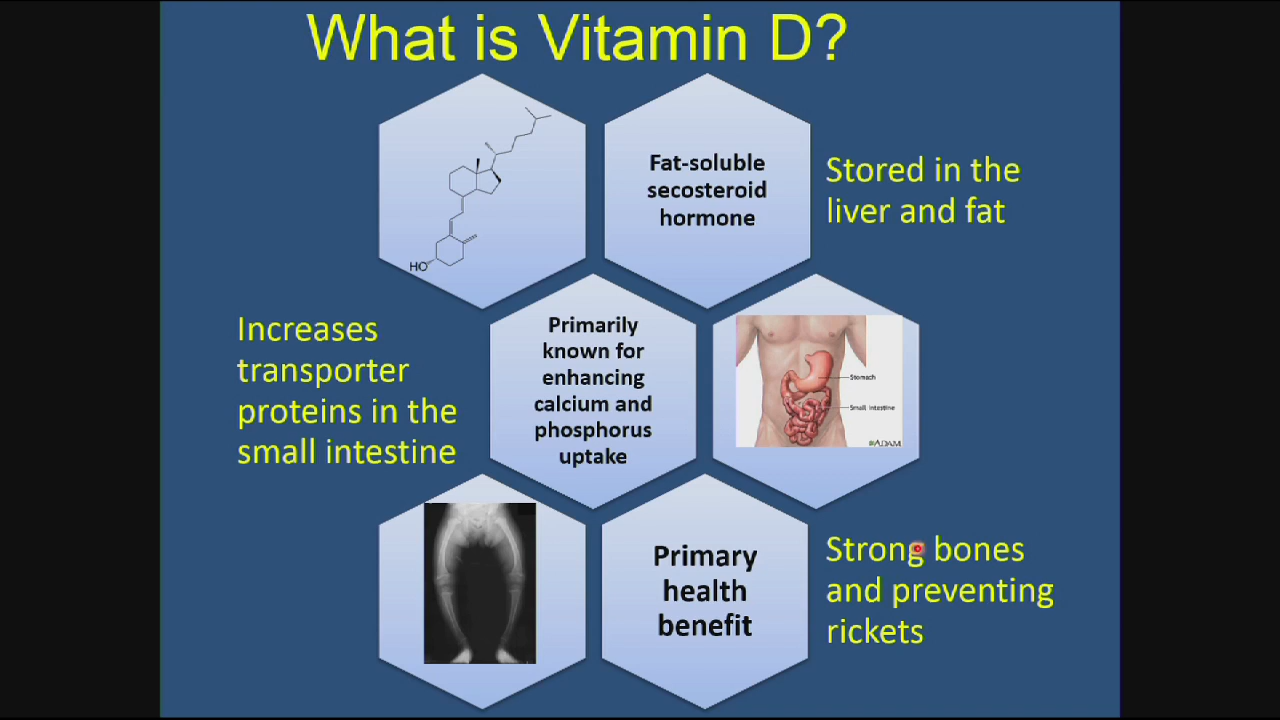 What is Vitamin D?
HO
Fat-soluble
secosteroid
hormone
Stored in the
liver and fat
Increases
transporter
proteins in the
small intestine
Primarily
known for
enhancing
calcium and
phosphorus
uptake
Stomach
Small intestine
ADAM
Primary
health
benefit
Strong bones
and preventing
rickets